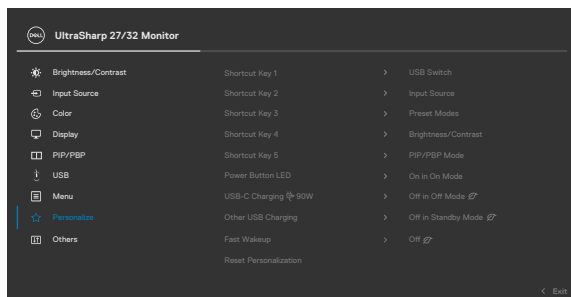 DELL UltraSharp 27/32 Monitor
Brightness/Contrast Shortcut Key 1 > USB Switch
Input Source Shortcut Key 2 > Input Source
Color Shortcut Key 3 > Preset Modes
Display Shortcut Key 4 > Brightness/Contrast
PIP/PBP Shortcut Key 5 > PIP/PBP Mode
USB Power Button LED > On in On Mode
Menu USB-C Charging 90W > Off in Off Mode
Personalize Other USB Charging > Off in Standby Mode
Others Fast Wakeup > Off
Reset Personalization
< Exit